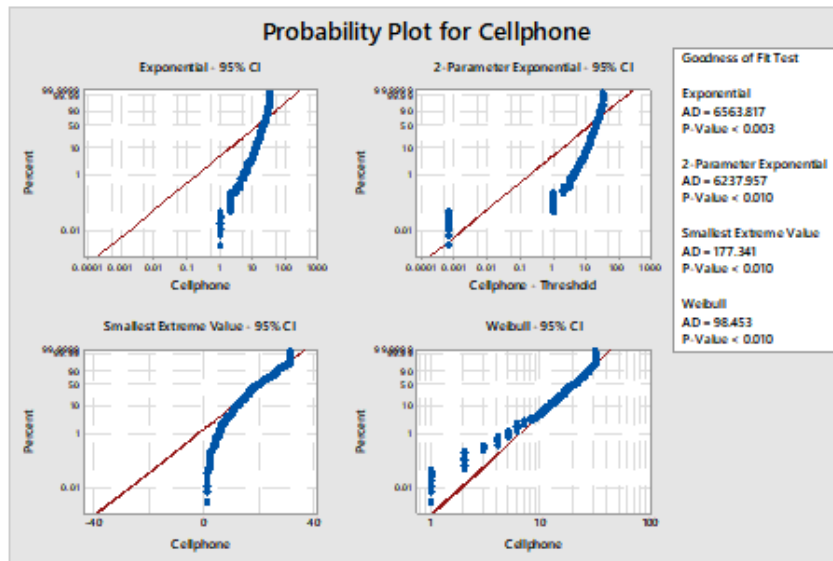 Probability Plot for Cellphone
Exponential - 95% CI
2-Parameter Exponential - 95% CI
Percent
90
50
10
1
0.01
0.0001 0.001 0.01 0.1 1 10 100 1000
Cellphone
Percent
90
50
10
1
0.01
0.0001 0.001 0.01 0.1 1 10 100 1000
Cellphone - Threshold
Smallest Extreme Value - 95% CI
Weibull - 95% CI
Percent
90
50
10
1
0.01
-40 0 40
Cellphone
Percent
90
50
10
1
0.01
1 10 100
Cellphone
Goodness of Fit Test
Exponential
AD = 6563.817
P-Value < 0.003
2-Parameter Exponential
AD = 6237.957
P-Value < 0.010
Smallest Extreme Value
AD = 177.341
P-Value < 0.010
Weibull
AD = 98.453
P-Value < 0.010